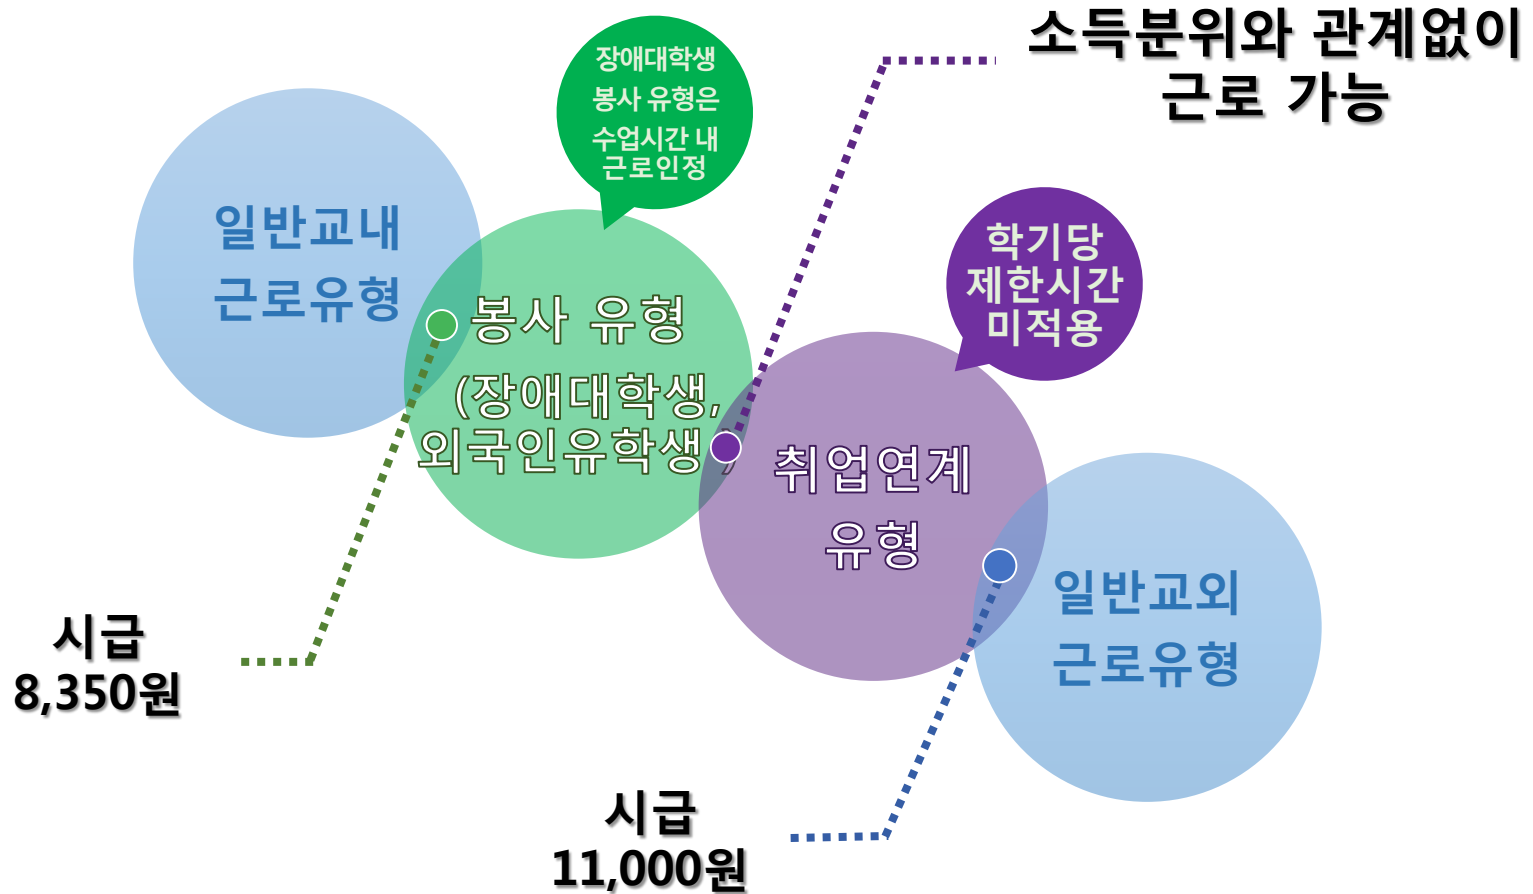 소득분위와 관계없이
근로 가능
장애대학생
봉사 유형은
수업시간 내
근로인정
일반교내
근로유형
학기당
제한시간
미적용
봉사 유형
(장애대학생,
외국인유학생 )
취업연계
유형
일반교외
근로유형
시급
8,350원
시급
11,000원